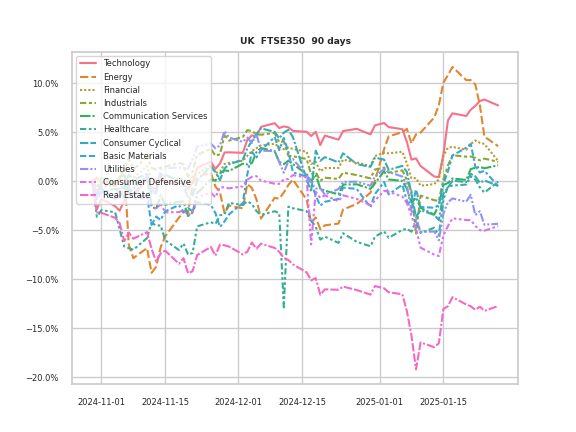 UK FTSE350 90 days
Technology
Energy
Financial
Industrials
Communication Services
Healthcare
Consumer Cyclical
Basic Materials
Utilities
Consumer Defensive
Real Estate
10.0%
5.0%
0.0%
−5.0%
−10.0%
−15.0%
−20.0%
2024-11-01 2024-11-15 2024-12-01 2024-12-15 2025-01-01 2025-01-15